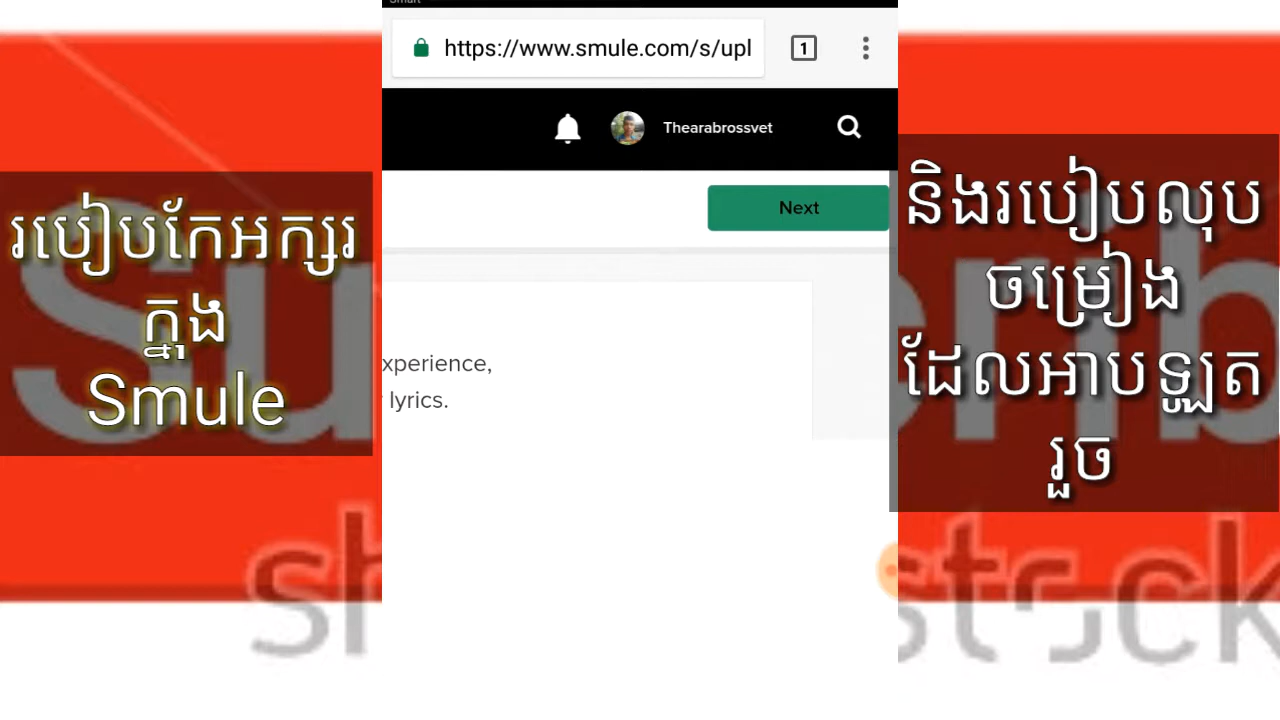 https://www.smule.com/s/upl
1
Thearabrossvet
Next
xperience,
lyrics.
របៀបកែអក្សរ
ក្នុង
Smule
និងរបៀបលុប
ចម្រៀង
ដែលអាបឡូត
រួច